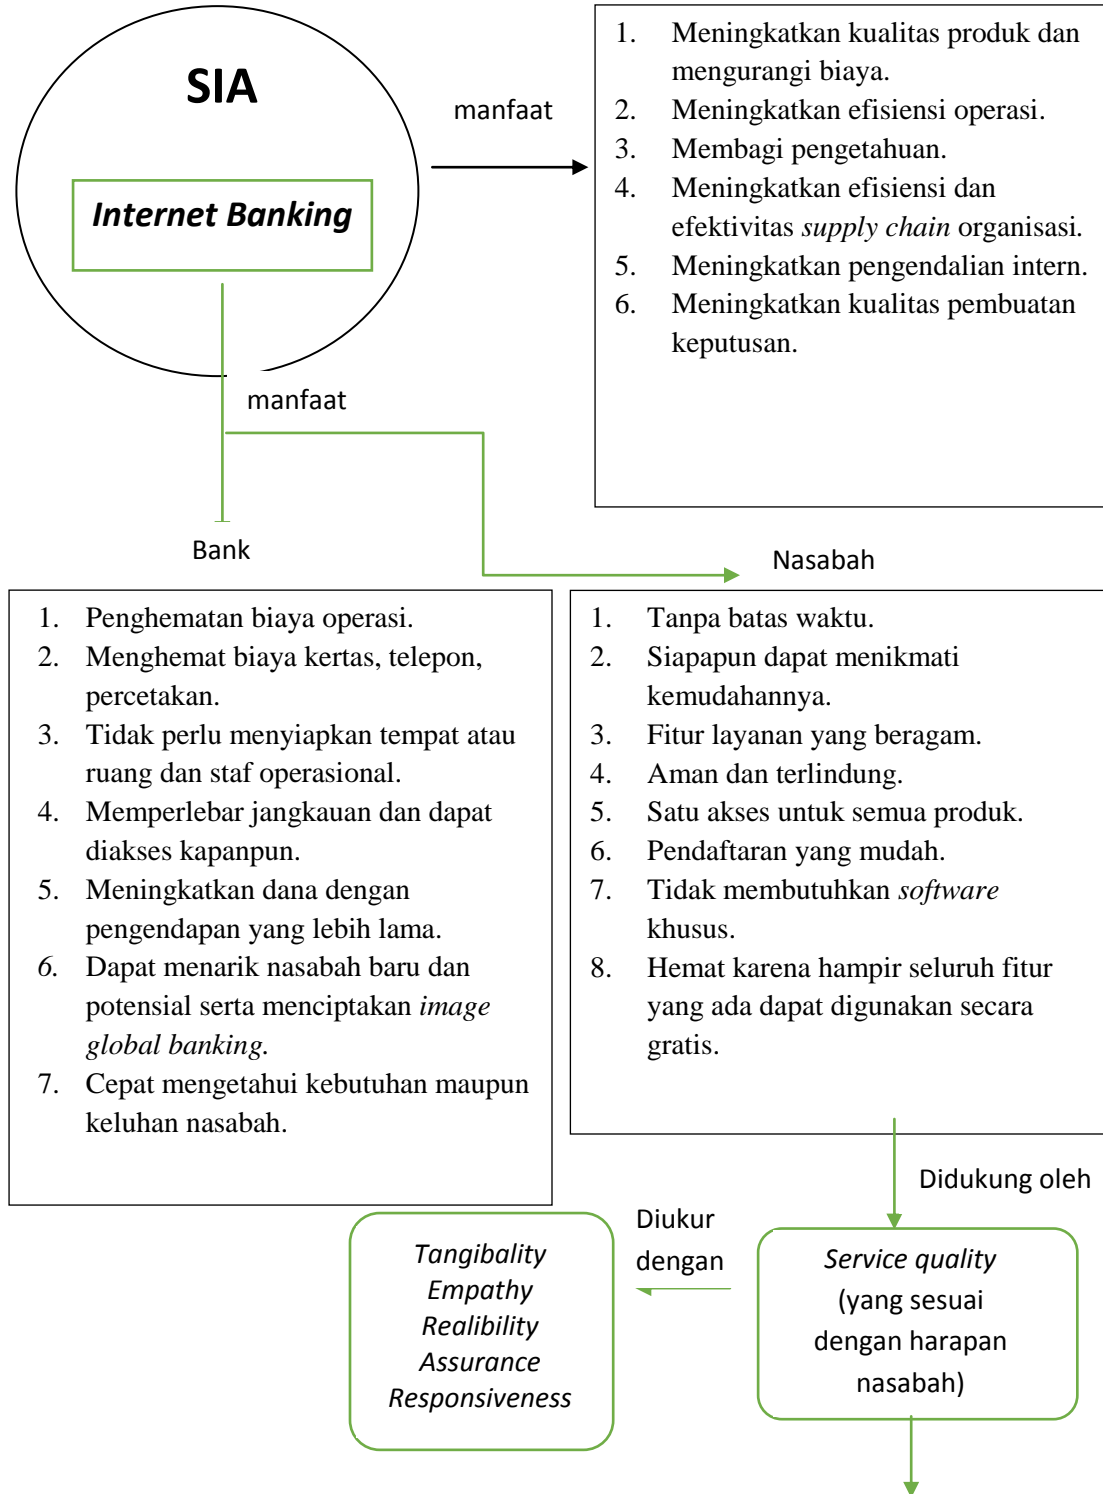 SIA
Internet Banking
manfaat
1. Meningkatkan kualitas produk dan
mengurangi biaya.
2. Meningkatkan efisiensi operasi.
3. Membagi pengetahuan.
4. Meningkatkan efisiensi dan
efektivitas supply chain organisasi.
5. Meningkatkan pengendalian intern.
6. Meningkatkan kualitas pembuatan
keputusan.
manfaat
Bank
Nasabah
1. Penghematan biaya operasi.
2. Menghemat biaya kertas, telepon,
percetakan.
3. Tidak perlu menyiapkan tempat atau
ruang dan staf operasional.
4. Memperlebar jangkauan dan dapat
diakses kapanpun.
5. Meningkatkan dana dengan
pengendapan yang lebih lama.
6. Dapat menarik nasabah baru dan
potensial serta menciptakan image
global banking.
7. Cepat mengetahui kebutuhan maupun
keluhan nasabah.
1. Tanpa batas waktu.
2. Siapapun dapat menikmati
kemudahannya.
3. Fitur layanan yang beragam.
4. Aman dan terlindung.
5. Satu akses untuk semua produk.
6. Pendaftaran yang mudah.
7. Tidak membutuhkan software
khusus.
8. Hemat karena hampir seluruh fitur
yang ada dapat digunakan secara
gratis.
Didukung oleh
Service quality
(yang sesuai
dengan harapan
nasabah)
Diukur
dengan
Tangibality
Empathy
Realibility
Assurance
Responsiveness